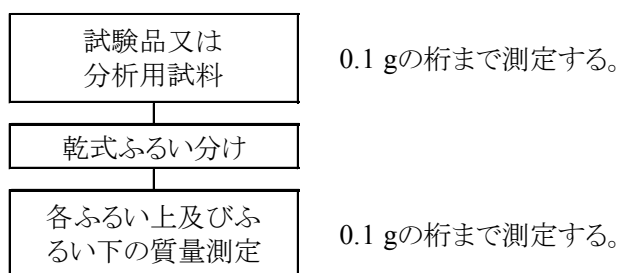 試験品又は
分析用試料
0.1 gの桁まで測定する。
乾式ふるい分け
各ふるい上及びふ
るい下の質量測定
0.1 gの桁まで測定する。